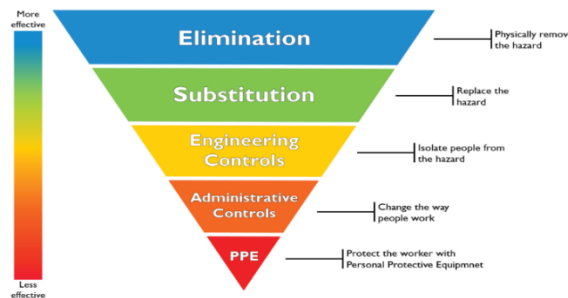 More
effective
Elimination
Physically remov
the hazard
Substitution
Replace the
hazard
Engineering
Controls
Isolate people from
the hazard
Administrative
Controls
Change the way
people work
PPE
Protect the worker with
Personal Protective Equipmnet
Less
effective